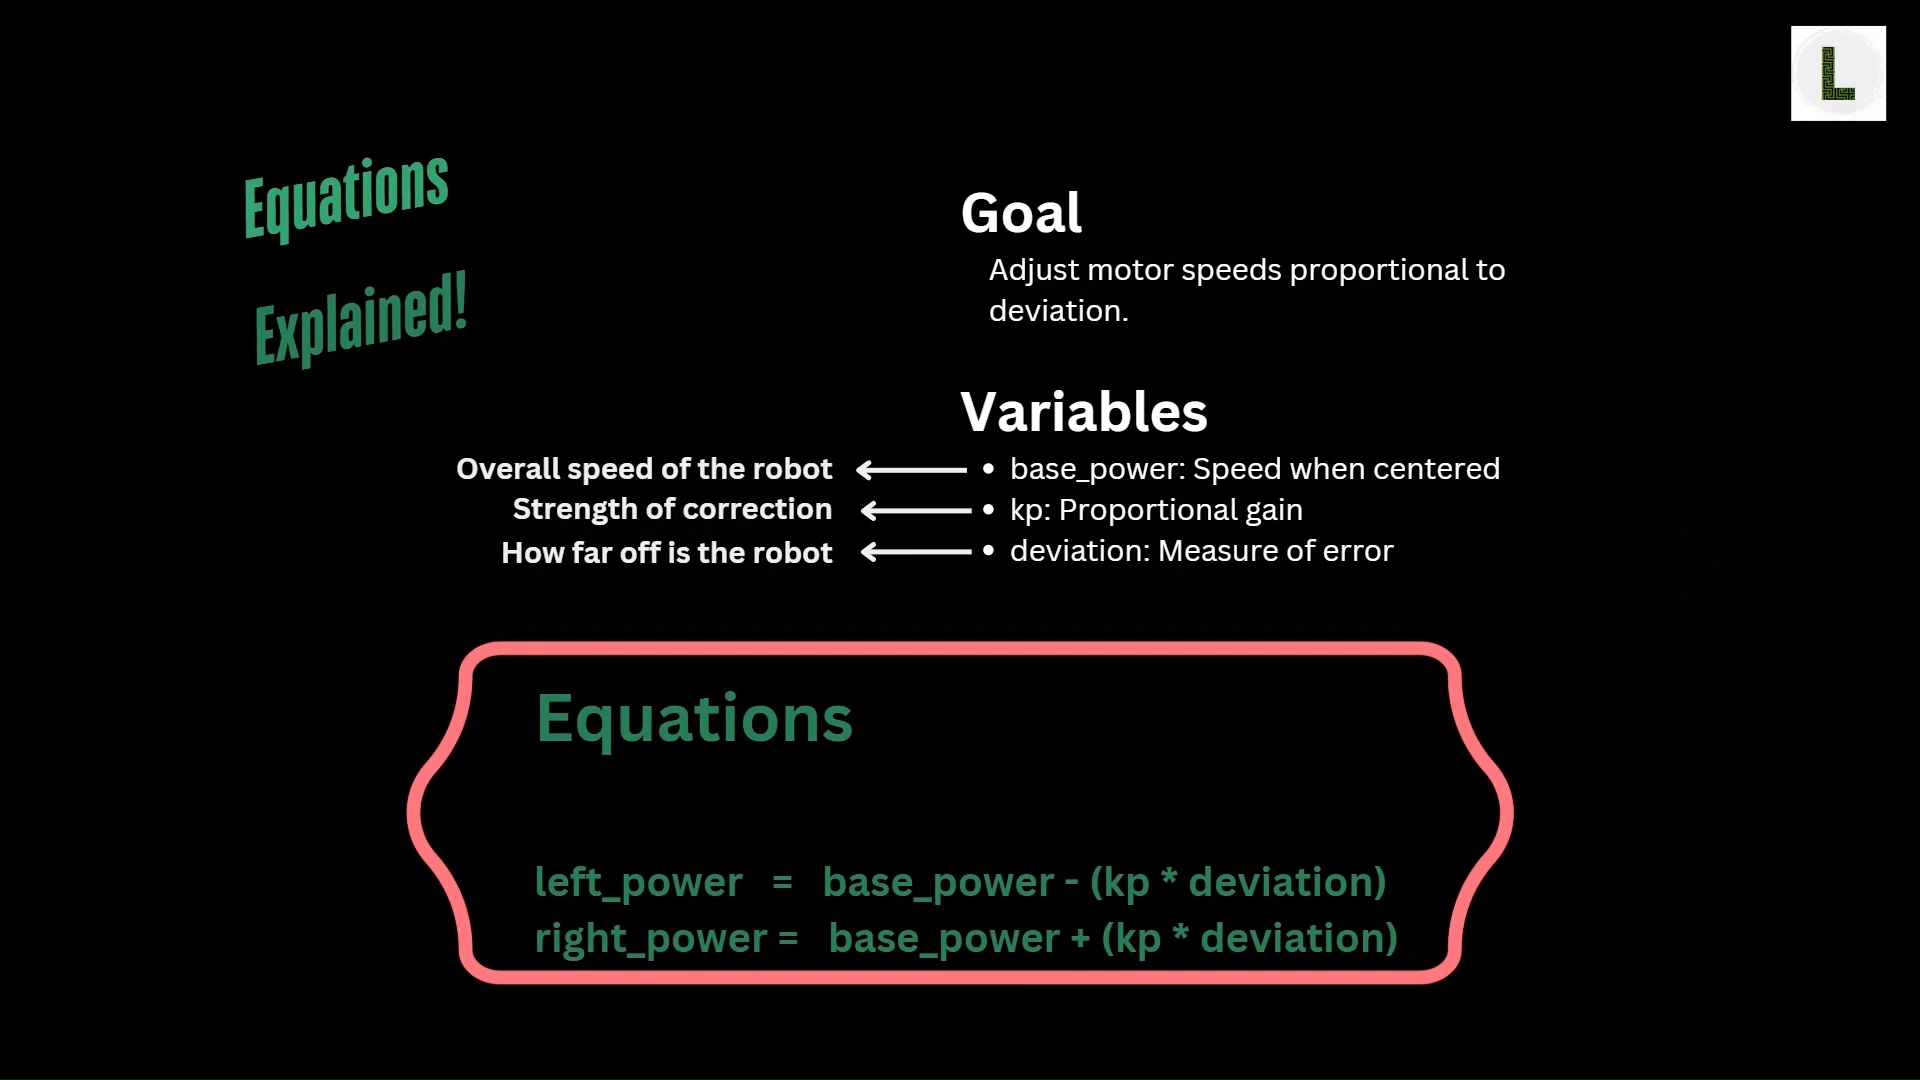 L
Equations
Explained!
Goal
Adjust motor speeds proportional to
deviation.
Variables
Overall speed of the robot ← • base_power: Speed when centered
Strength of correction ← • kp: Proportional gain
How far off is the robot ← • deviation: Measure of error
Equations
left_power = base_power - (kp * deviation)
right_power = base_power + (kp * deviation)